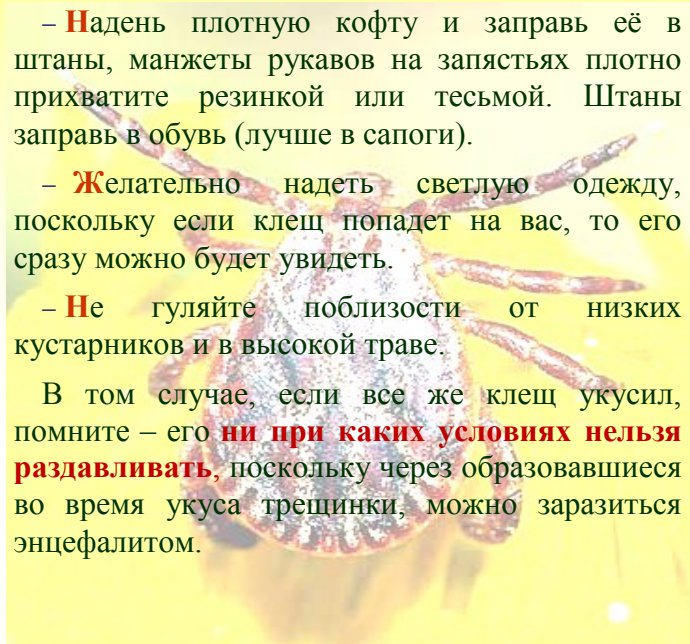 – Надень плотную кофту и заправь её в
штаны, манжеты рукавов на запястьях плотно
прихватите резинкой или тесьмой. Штаны
заправь в обувь (лучше в сапоги).
– Желательно надеть светлую одежду,
поскольку если клещ попадет на вас, то его
сразу можно будет увидеть.
– Не гуляйте поблизости от низких
кустарников и в высокой траве.
В том случае, если все же клещ укусил,
помните – его ни при каких условиях нельзя
раздавливать, поскольку через образовавшиеся
во время укуса трещинки, можно заразиться
энцефалитом.